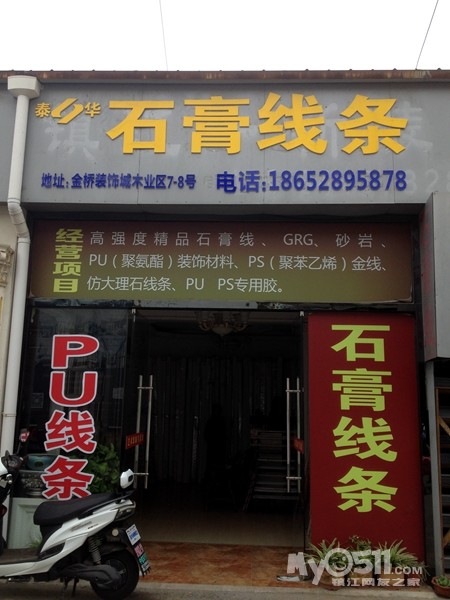 泰 华 石膏线条
地址:金桥装饰城木业区7-8号 电话:18652895878
经营项目
高强度精品石膏线、GRG、砂岩、
PU（聚氨酯）装饰材料、PS（聚苯乙烯）金线、
仿大理石线条、PU PS专用胶。
PU线条
石膏线条
My0511.com
镇江网友之家